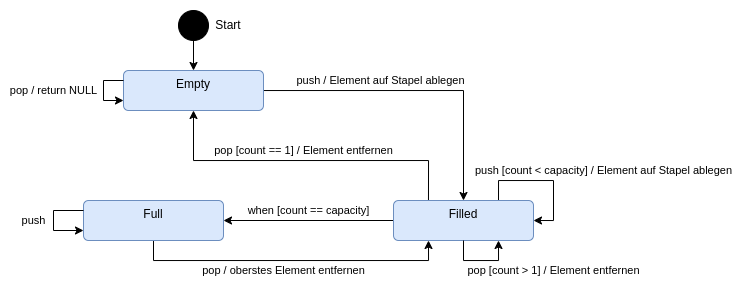 Start
Empty
pop / return NULL
push / Element auf Stapel ablegen
pop [count == 1] / Element entfernen
push [count < capacity] / Element auf Stapel ablegen
Full
when [count == capacity]
Filled
push
pop / oberstes Element entfernen
pop [count > 1] / Element entfernen